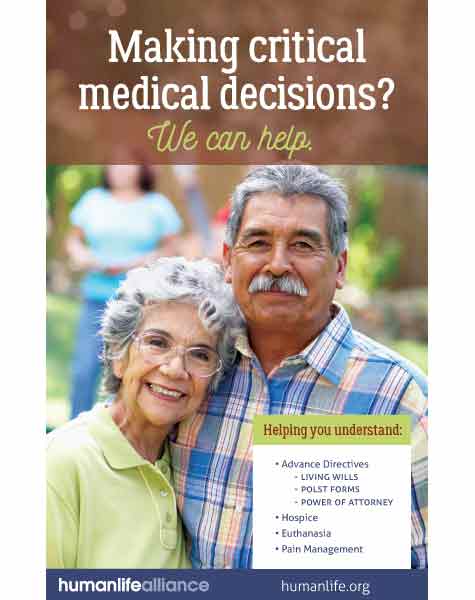 Making critical
medical decisions?
We can help.
Helping you understand:
• Advance Directives
- LIVING WILLS
- POLST FORMS
- POWER OF ATTORNEY
• Hospice
• Euthanasia
• Pain Management
humanlifealliance humanlife.org